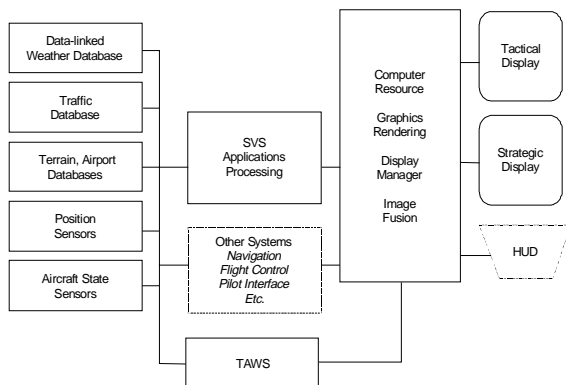 Data-linked
Weather Database
Traffic
Database
Terrain, Airport
Databases
Position
Sensors
Aircraft State
Sensors
SVS
Applications
Processing
Other Systems
Navigation
Flight Control
Pilot Interface
Etc.
TAWS
Computer
Resource
Graphics
Rendering
Display
Manager
Image
Fusion
Tactical
Display
Strategic
Display
HUD